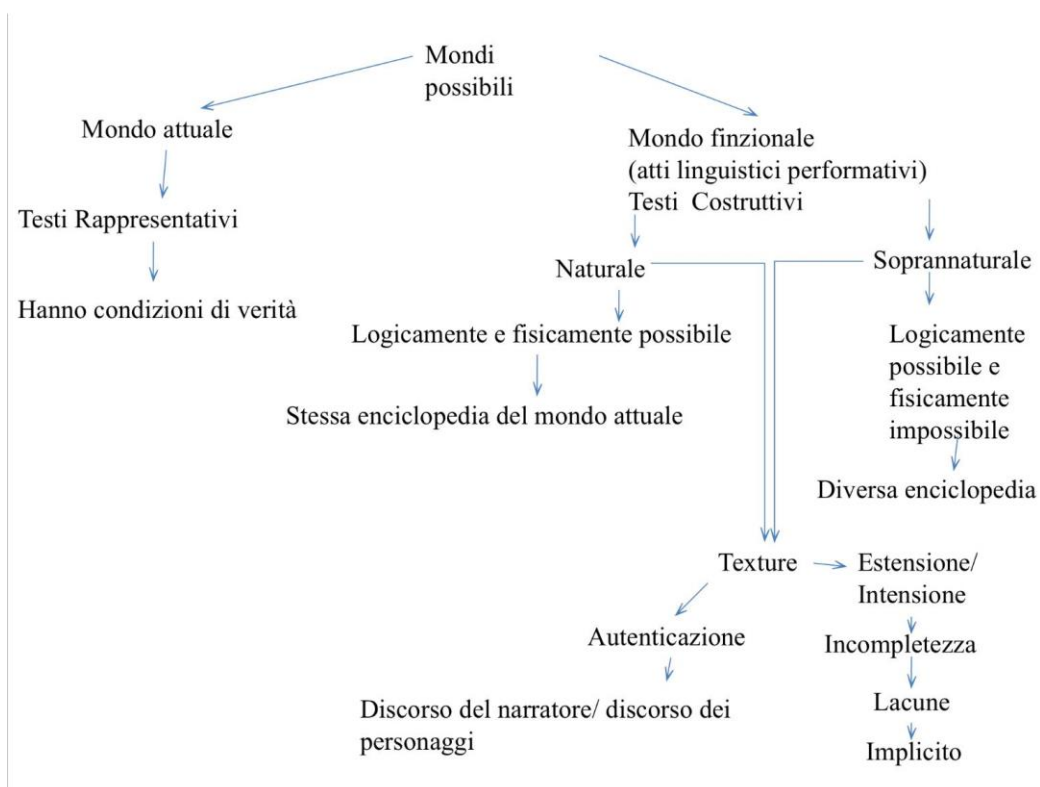 Mondi
possibili
Mondo attuale
Mondo finzionale
(atti linguistici performativi)
Testi Costruttivi
Testi Rappresentativi
Naturale
Soprannaturale
Hanno condizioni di verità
Logicamente e fisicamente possibile
Logicamente
possibile e
fisicamente
impossibile
Stessa enciclopedia del mondo attuale
Diversa enciclopedia
Texture
Estensione/
Intensione
Autenticazione
Incompletezza
Discorso del narratore/ discorso dei
personaggi
Lacune
Implicito